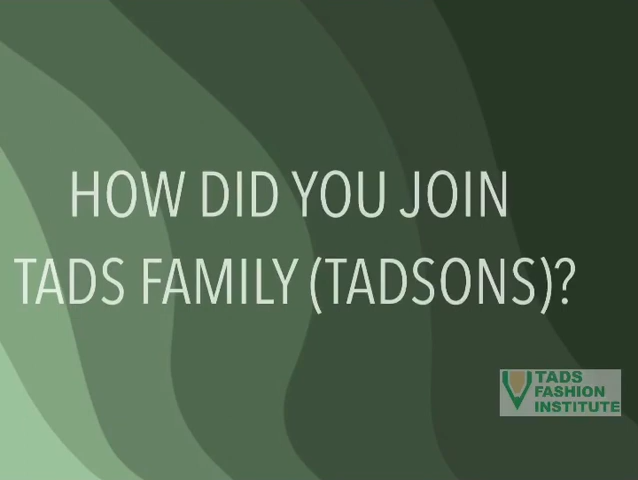 HOW DID YOU JOIN
TADS FAMILY (TADSONS)?
TADS
FASHION
INSTITUTE